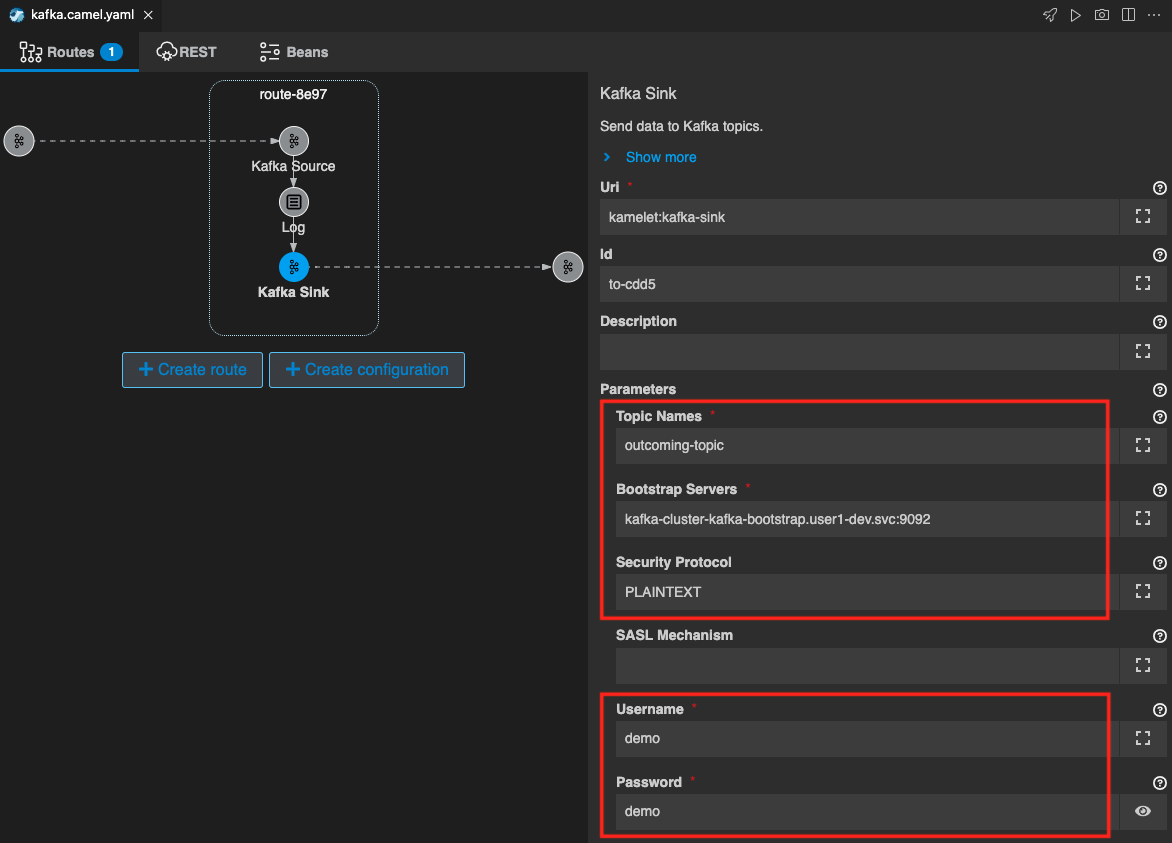 kafka.camel.yaml
Routes 1
REST
Beans
route-8e97
Kafka Source
Log
Kafka Sink
+ Create route
+ Create configuration
Kafka Sink
Send data to Kafka topics.
Show more
Uri *
kamelet:kafka-sink
Id
to-cdd5
Description
Parameters
Topic Names *
outcoming-topic
Bootstrap Servers *
kafka-cluster-kafka-bootstrap.user1-dev.svc:9092
Security Protocol
PLAINTEXT
SASL Mechanism
Username *
demo
Password *
demo